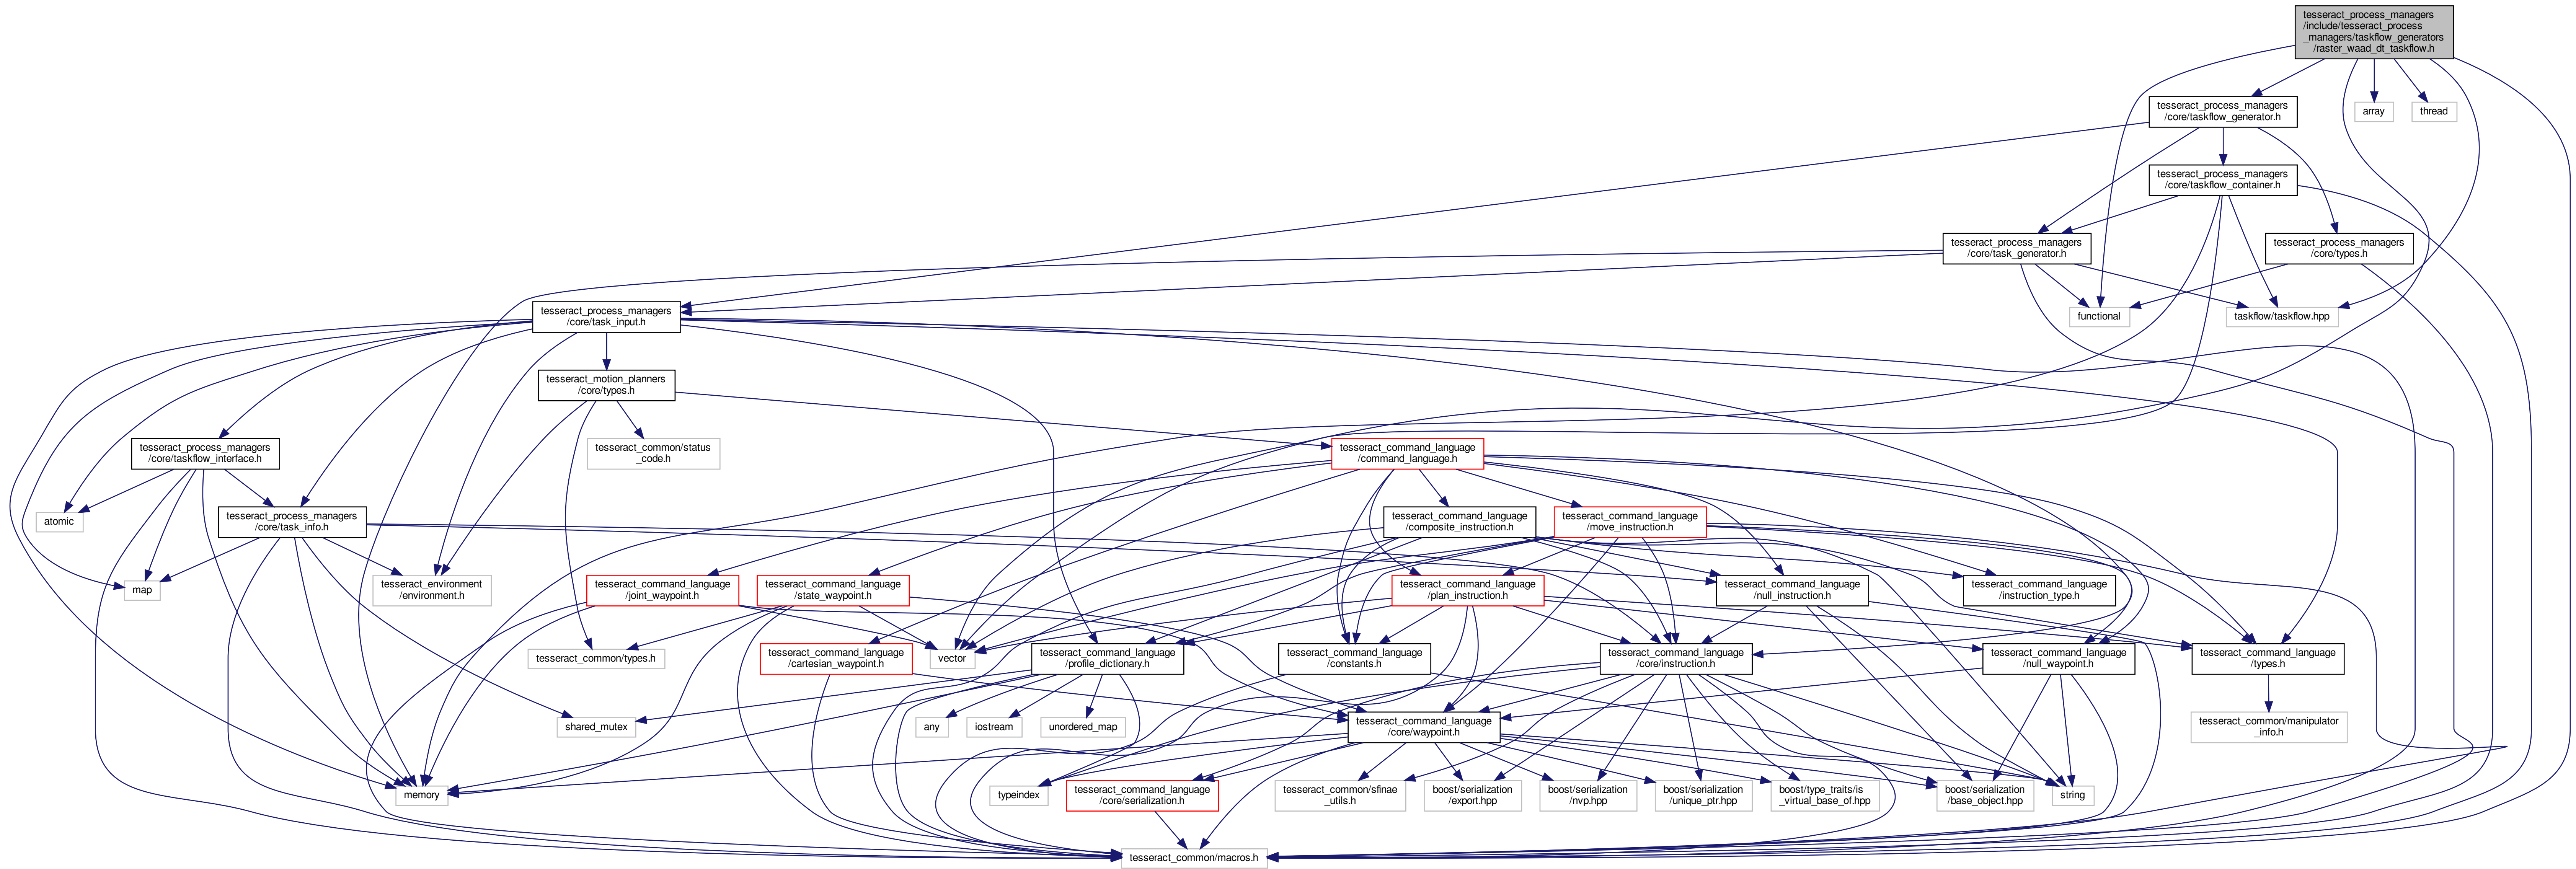 tesseract_process_managers
/include/tesseract_process
_managers/taskflow_generators
/raster_waad_dt_taskflow.h
tesseract_process_managers
/core/taskflow_generator.h
array
thread
tesseract_process_managers
/core/taskflow_container.h
tesseract_process_managers
/core/task_generator.h
tesseract_process_managers
/core/types.h
tesseract_process_managers
/core/task_input.h
functional
taskflow/taskflow.hpp
tesseract_motion_planners
/core/types.h
tesseract_process_managers
/core/taskflow_interface.h
tesseract_common/status
_code.h
tesseract_command_language
/command_language.h
atomic
tesseract_process_managers
/core/task_info.h
tesseract_command_language
/composite_instruction.h
tesseract_command_language
/move_instruction.h
map
tesseract_environment
/environment.h
tesseract_command_language
/joint_waypoint.h
tesseract_command_language
/state_waypoint.h
tesseract_command_language
/plan_instruction.h
tesseract_command_language
/null_instruction.h
tesseract_command_language
/instruction_type.h
tesseract_common/types.h
tesseract_command_language
/cartesian_waypoint.h
vector
tesseract_command_language
/profile_dictionary.h
tesseract_command_language
/constants.h
tesseract_command_language
/core/instruction.h
tesseract_command_language
/null_waypoint.h
tesseract_command_language
/types.h
shared_mutex
any
iostream
unordered_map
tesseract_command_language
/core/waypoint.h
tesseract_common/manipulator
_info.h
memory
typeindex
tesseract_command_language
/core/serialization.h
tesseract_common/sfinae
_utils.h
boost/serialization
/export.hpp
boost/serialization
/nvp.hpp
boost/serialization
/unique_ptr.hpp
boost/type_traits/is
_virtual_base_of.hpp
boost/serialization
/base_object.hpp
string
tesseract_common/macros.h